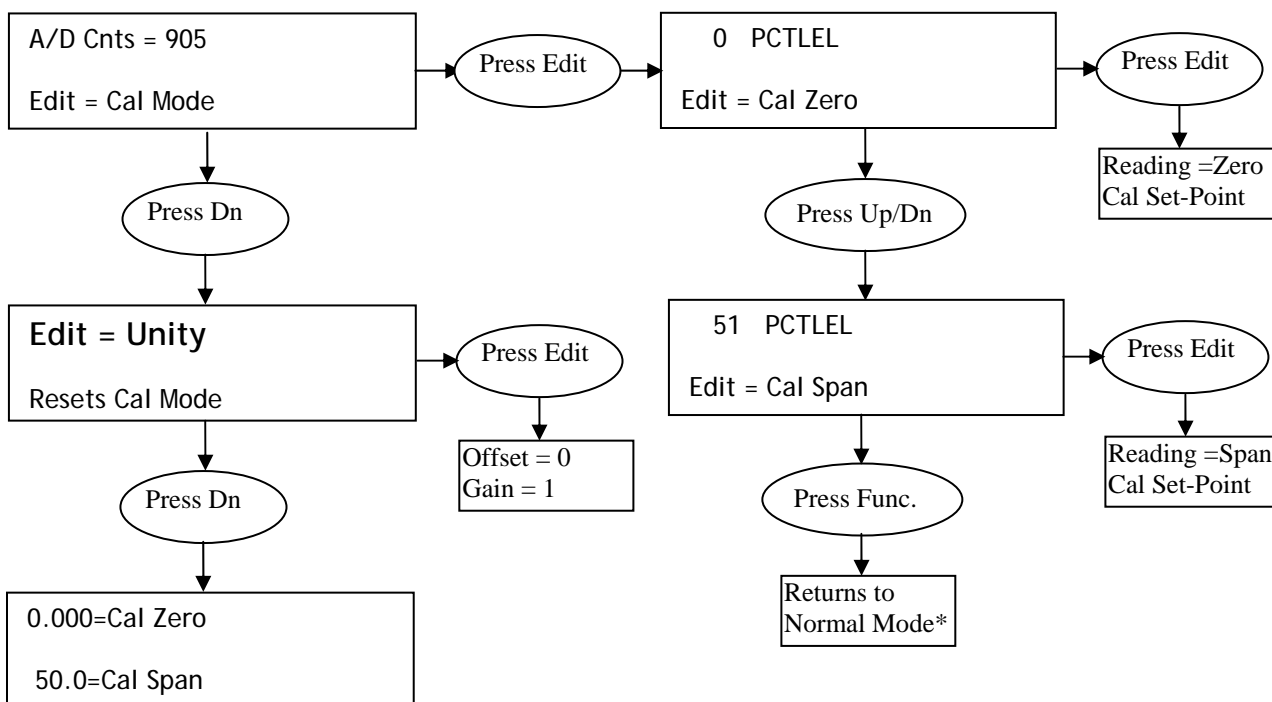 A/D Cnts = 905
Edit = Cal Mode
Press Edit
0 PCTLEL
Edit = Cal Zero
Press Edit
Reading =Zero
Cal Set-Point
Press Dn
Press Up/Dn
Edit = Unity
Resets Cal Mode
Press Edit
Offset = 0
Gain = 1
51 PCTLEL
Edit = Cal Span
Press Edit
Reading =Span
Cal Set-Point
Press Dn
Press Func.
0.000=Cal Zero
50.0=Cal Span
Returns to
Normal Mode*